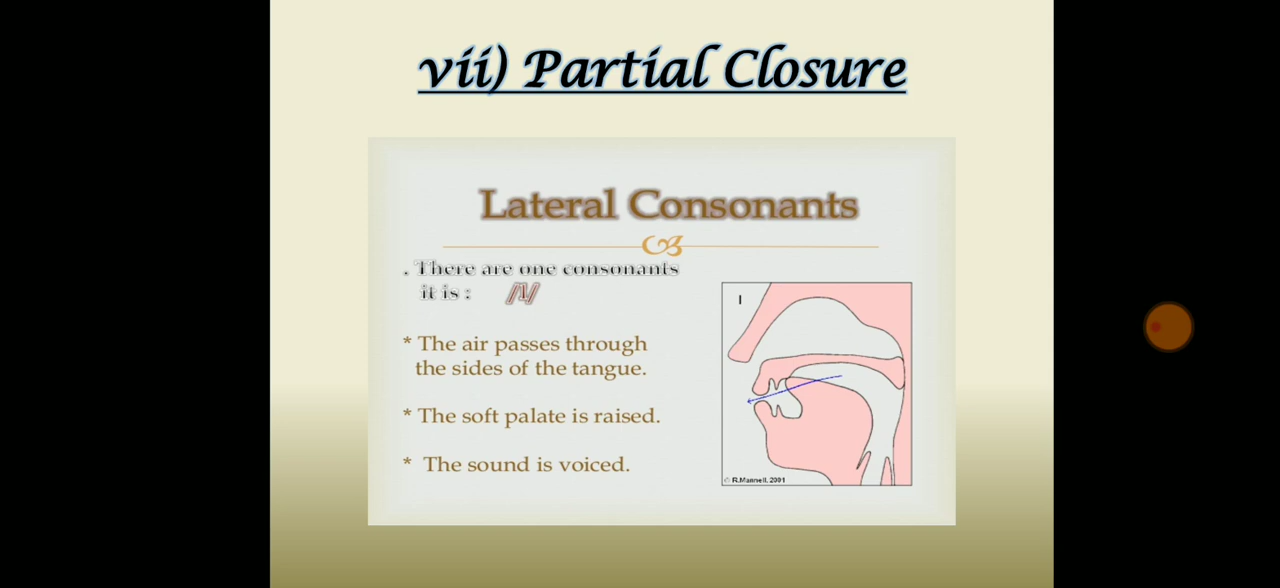 vii) Partial Closure
Lateral Consonants
. There are one consonants
it is : /l/
* The air passes through
the sides of the tangue.
* The soft palate is raised.
* The sound is voiced.
l
© R.Mannell, 2001